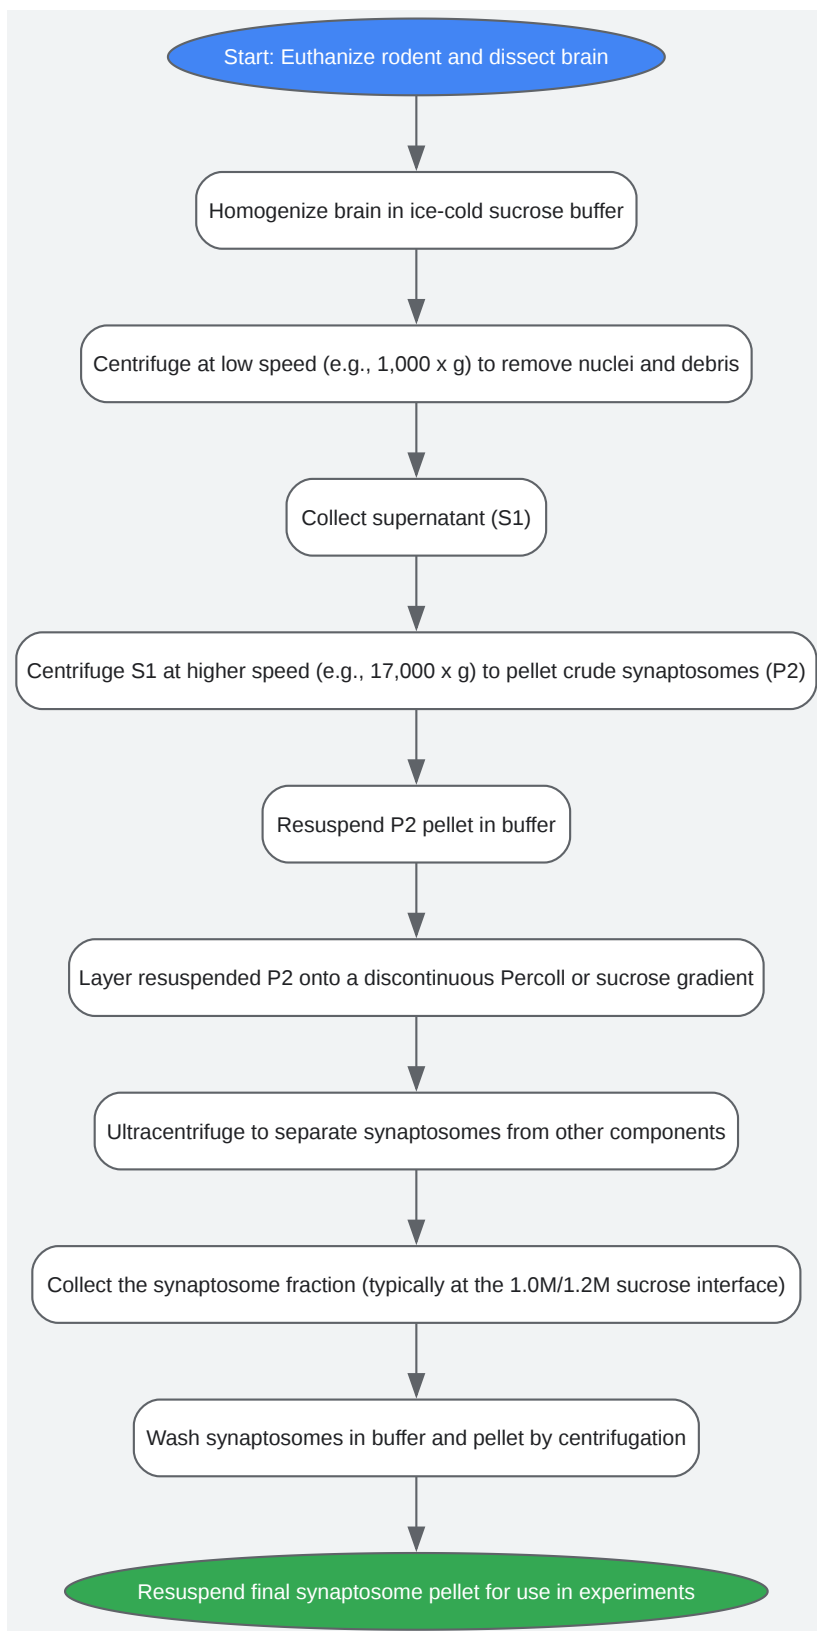 Start: Euthanize rodent and dissect brain
Homogenize brain in ice-cold sucrose buffer
Centrifuge at low speed (e.g., 1,000 x g) to remove nuclei and debris
Collect supernatant (S1)
Centrifuge S1 at higher speed (e.g., 17,000 x g) to pellet crude synaptosomes (P2)
Resuspend P2 pellet in buffer
Layer resuspended P2 onto a discontinuous Percoll or sucrose gradient
Ultracentrifuge to separate synaptosomes from other components
Collect the synaptosome fraction (typically at the 1.0M/1.2M sucrose interface)
Wash synaptosomes in buffer and pellet by centrifugation
Resuspend final synaptosome pellet for use in experiments